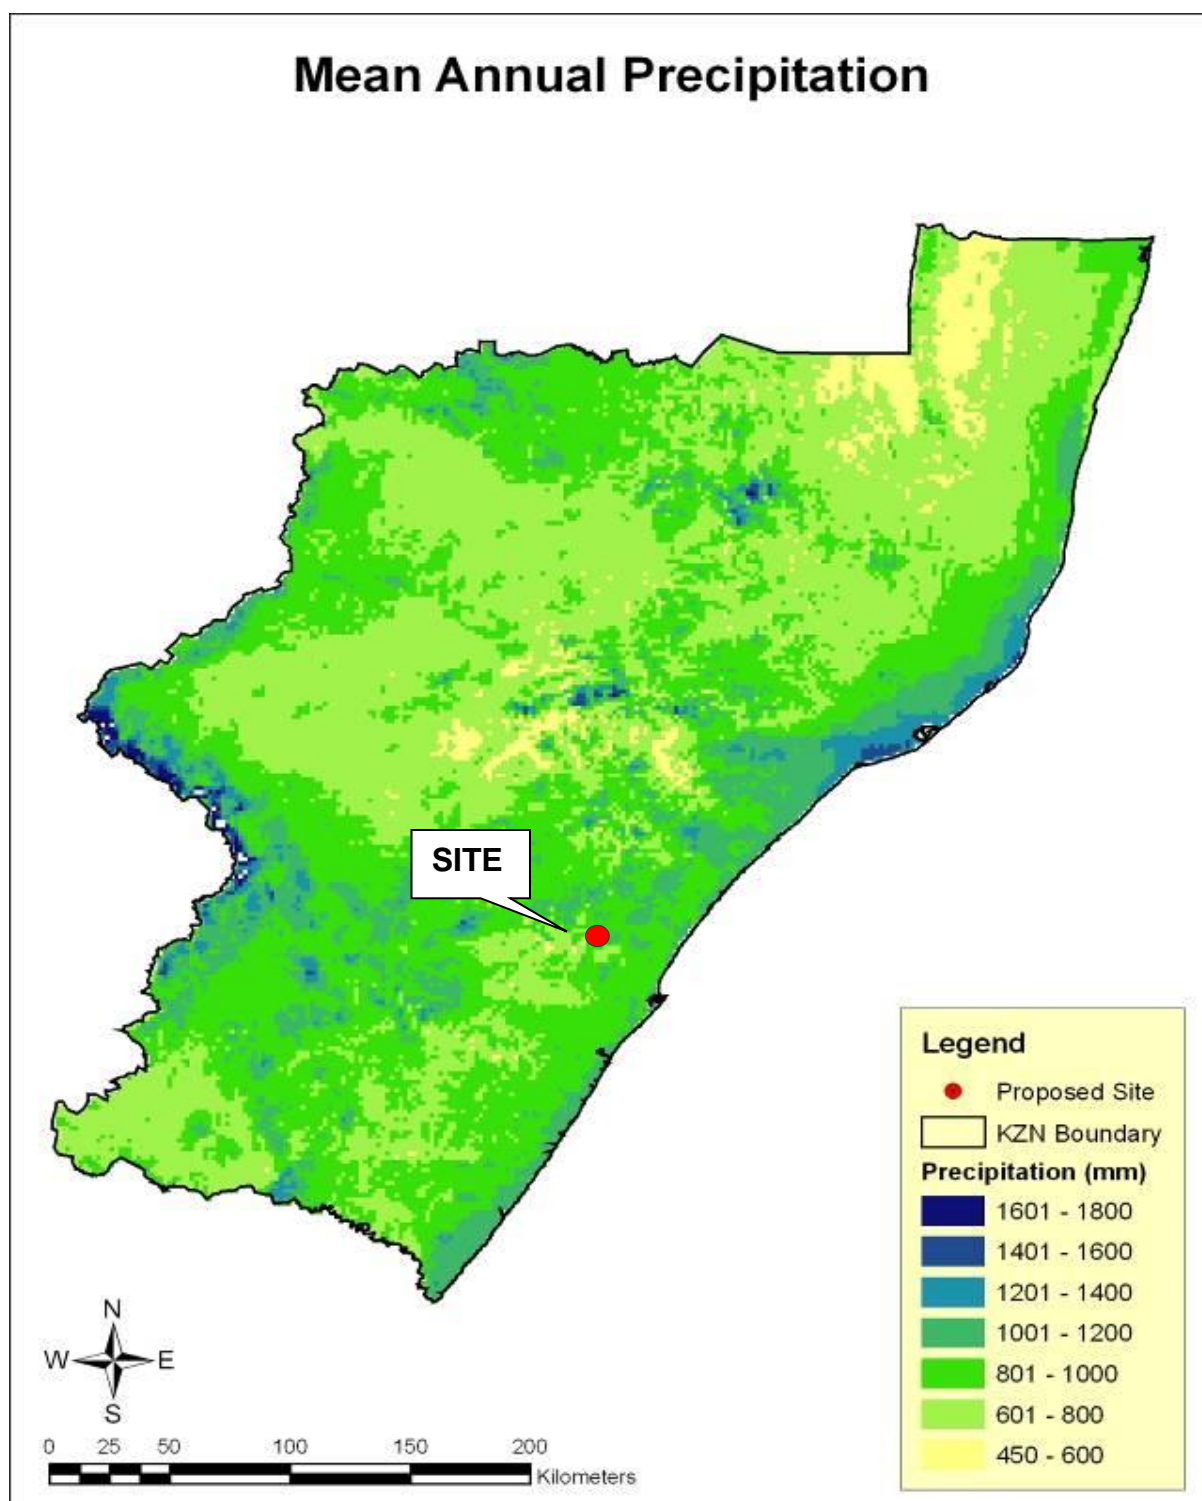 Mean Annual Precipitation
SITE
Legend
Proposed Site
KZN Boundary
Precipitation (mm)
1601 - 1800
1401 - 1600
1201 - 1400
1001 - 1200
801 - 1000
601 - 800
450 - 600
N
W E
S
0 25 50 100 150 200
Kilometers